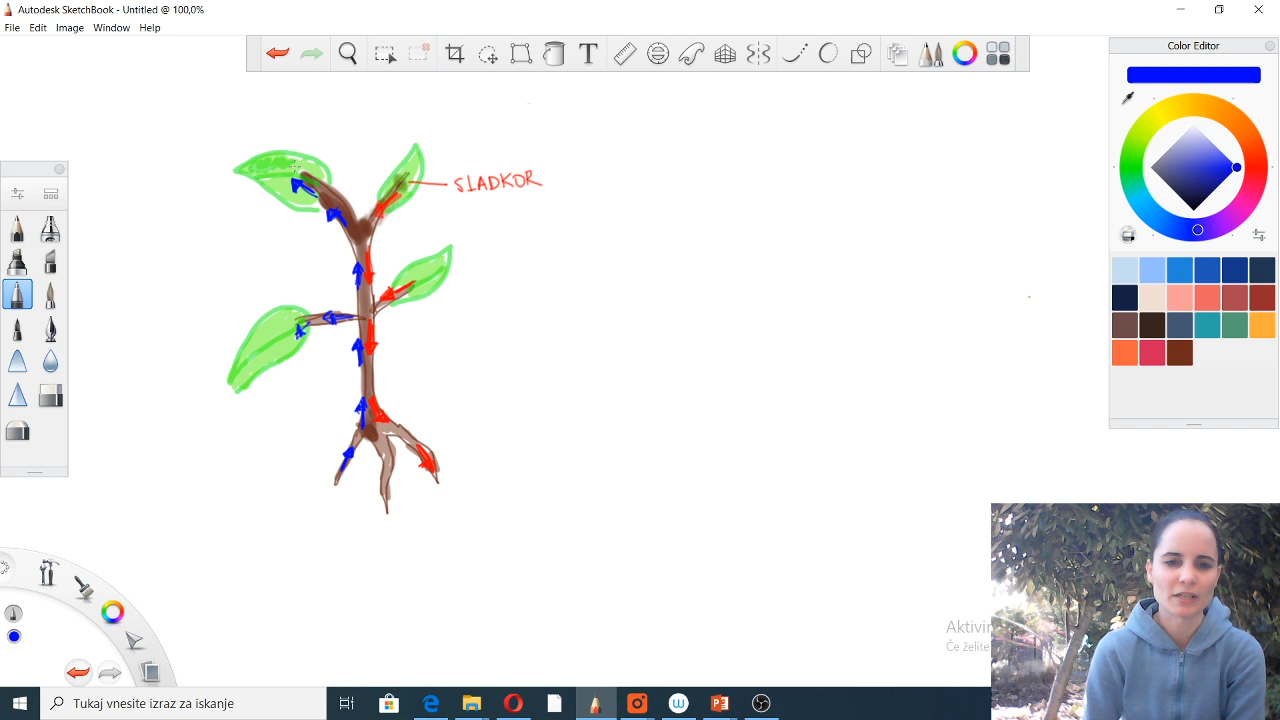 Autodesk SketchBook - Untitled @ 100,0%
File Edit Image Window Help
T
Color Editor
SLADKOR
Če želite
Tukaj vnesite izraz za iskanje